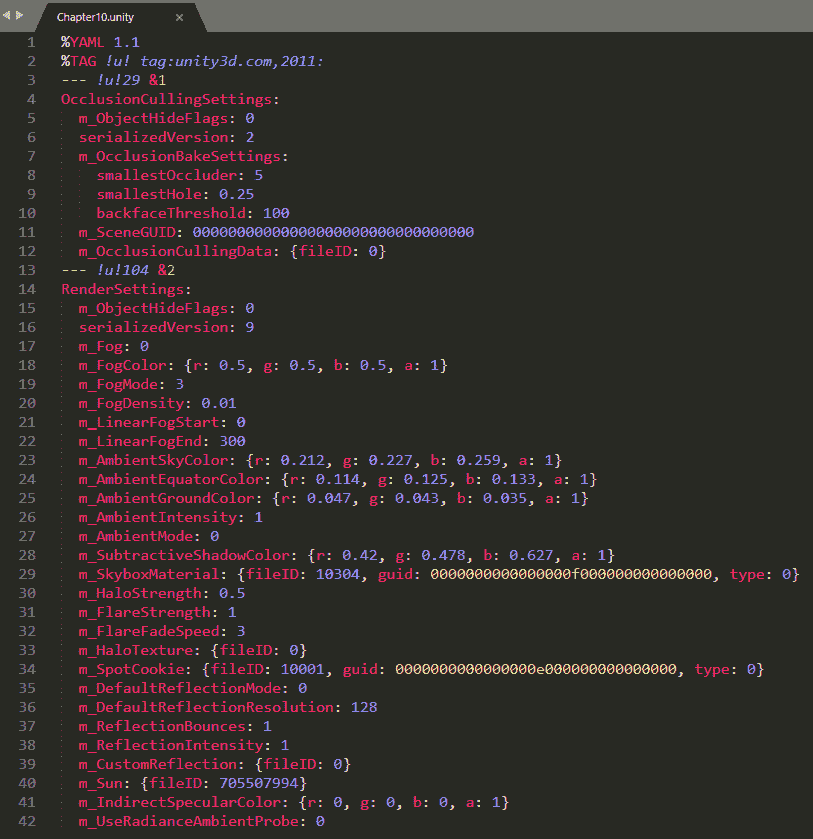 Chapter10.unity ×
1 %YAML 1.1
2 %TAG !u! tag:unity3d.com,2011:
3 --- !u!29 &1
4 OcclusionCullingSettings:
5 m_ObjectHideFlags: 0
6 serializedVersion: 2
7 m_OcclusionBakeSettings:
8 smallestOccluder: 5
9 smallestHole: 0.25
10 backfaceThreshold: 100
11 m_SceneGUID: 00000000000000000000000000000000
12 m_OcclusionCullingData: {fileID: 0}
13 --- !u!104 &2
14 RenderSettings:
15 m_ObjectHideFlags: 0
16 serializedVersion: 9
17 m_Fog: 0
18 m_FogColor: {r: 0.5, g: 0.5, b: 0.5, a: 1}
19 m_FogMode: 3
20 m_FogDensity: 0.01
21 m_LinearFogStart: 0
22 m_LinearFogEnd: 300
23 m_AmbientSkyColor: {r: 0.212, g: 0.227, b: 0.259, a: 1}
24 m_AmbientEquatorColor: {r: 0.114, g: 0.125, b: 0.133, a: 1}
25 m_AmbientGroundColor: {r: 0.047, g: 0.043, b: 0.035, a: 1}
26 m_AmbientIntensity: 1
27 m_AmbientMode: 0
28 m_SubtractiveShadowColor: {r: 0.42, g: 0.478, b: 0.627, a: 1}
29 m_SkyboxMaterial: {fileID: 10304, guid: 0000000000000000f000000000000000, type: 0}
30 m_HaloStrength: 0.5
31 m_FlareStrength: 1
32 m_FlareFadeSpeed: 3
33 m_HaloTexture: {fileID: 0}
34 m_SpotCookie: {fileID: 10001, guid: 0000000000000000e000000000000000, type: 0}
35 m_DefaultReflectionMode: 0
36 m_DefaultReflectionResolution: 128
37 m_ReflectionBounces: 1
38 m_ReflectionIntensity: 1
39 m_CustomReflection: {fileID: 0}
40 m_Sun: {fileID: 705507994}
41 m_IndirectSpecularColor: {r: 0, g: 0, b: 0, a: 1}
42 m_UseRadianceAmbientProbe: 0